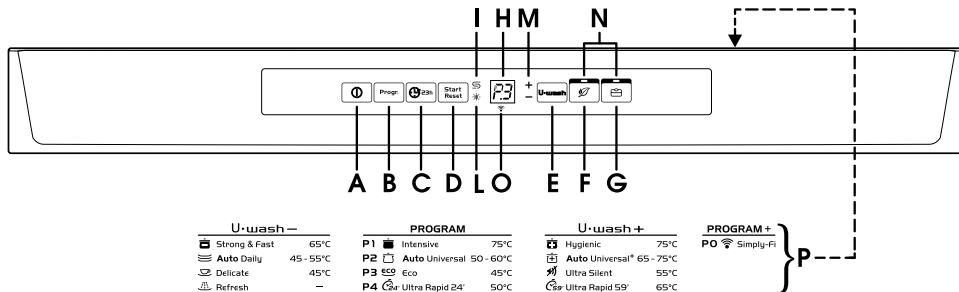 I H M N
Progr. 23h Start Reset P.3 + − U-wash
A B C D L O E F G
U-wash − PROGRAM U-wash + PROGRAM +
Strong & Fast 65°C P1 Intensive 75°C Hygienic 75°C P0 Simply-Fi
Auto Daily 45-55°C P2 Auto Universal 50-60°C Auto Universal* 65-75°C P
Delicate 45°C P3 eco Eco 45°C Ultra Silent 55°C
Refresh − P4 24' Ultra Rapid 24' 50°C 59' Ultra Rapid 59' 65°C